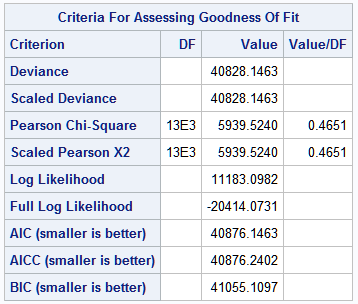 Criteria For Assessing Goodness Of Fit
Criterion DF Value Value/DF
Deviance 40828.1463
Scaled Deviance 40828.1463
Pearson Chi-Square 13E3 5939.5240 0.4651
Scaled Pearson X2 13E3 5939.5240 0.4651
Log Likelihood 11183.0982
Full Log Likelihood -20414.0731
AIC (smaller is better) 40876.1463
AICC (smaller is better) 40876.2402
BIC (smaller is better) 41055.1097